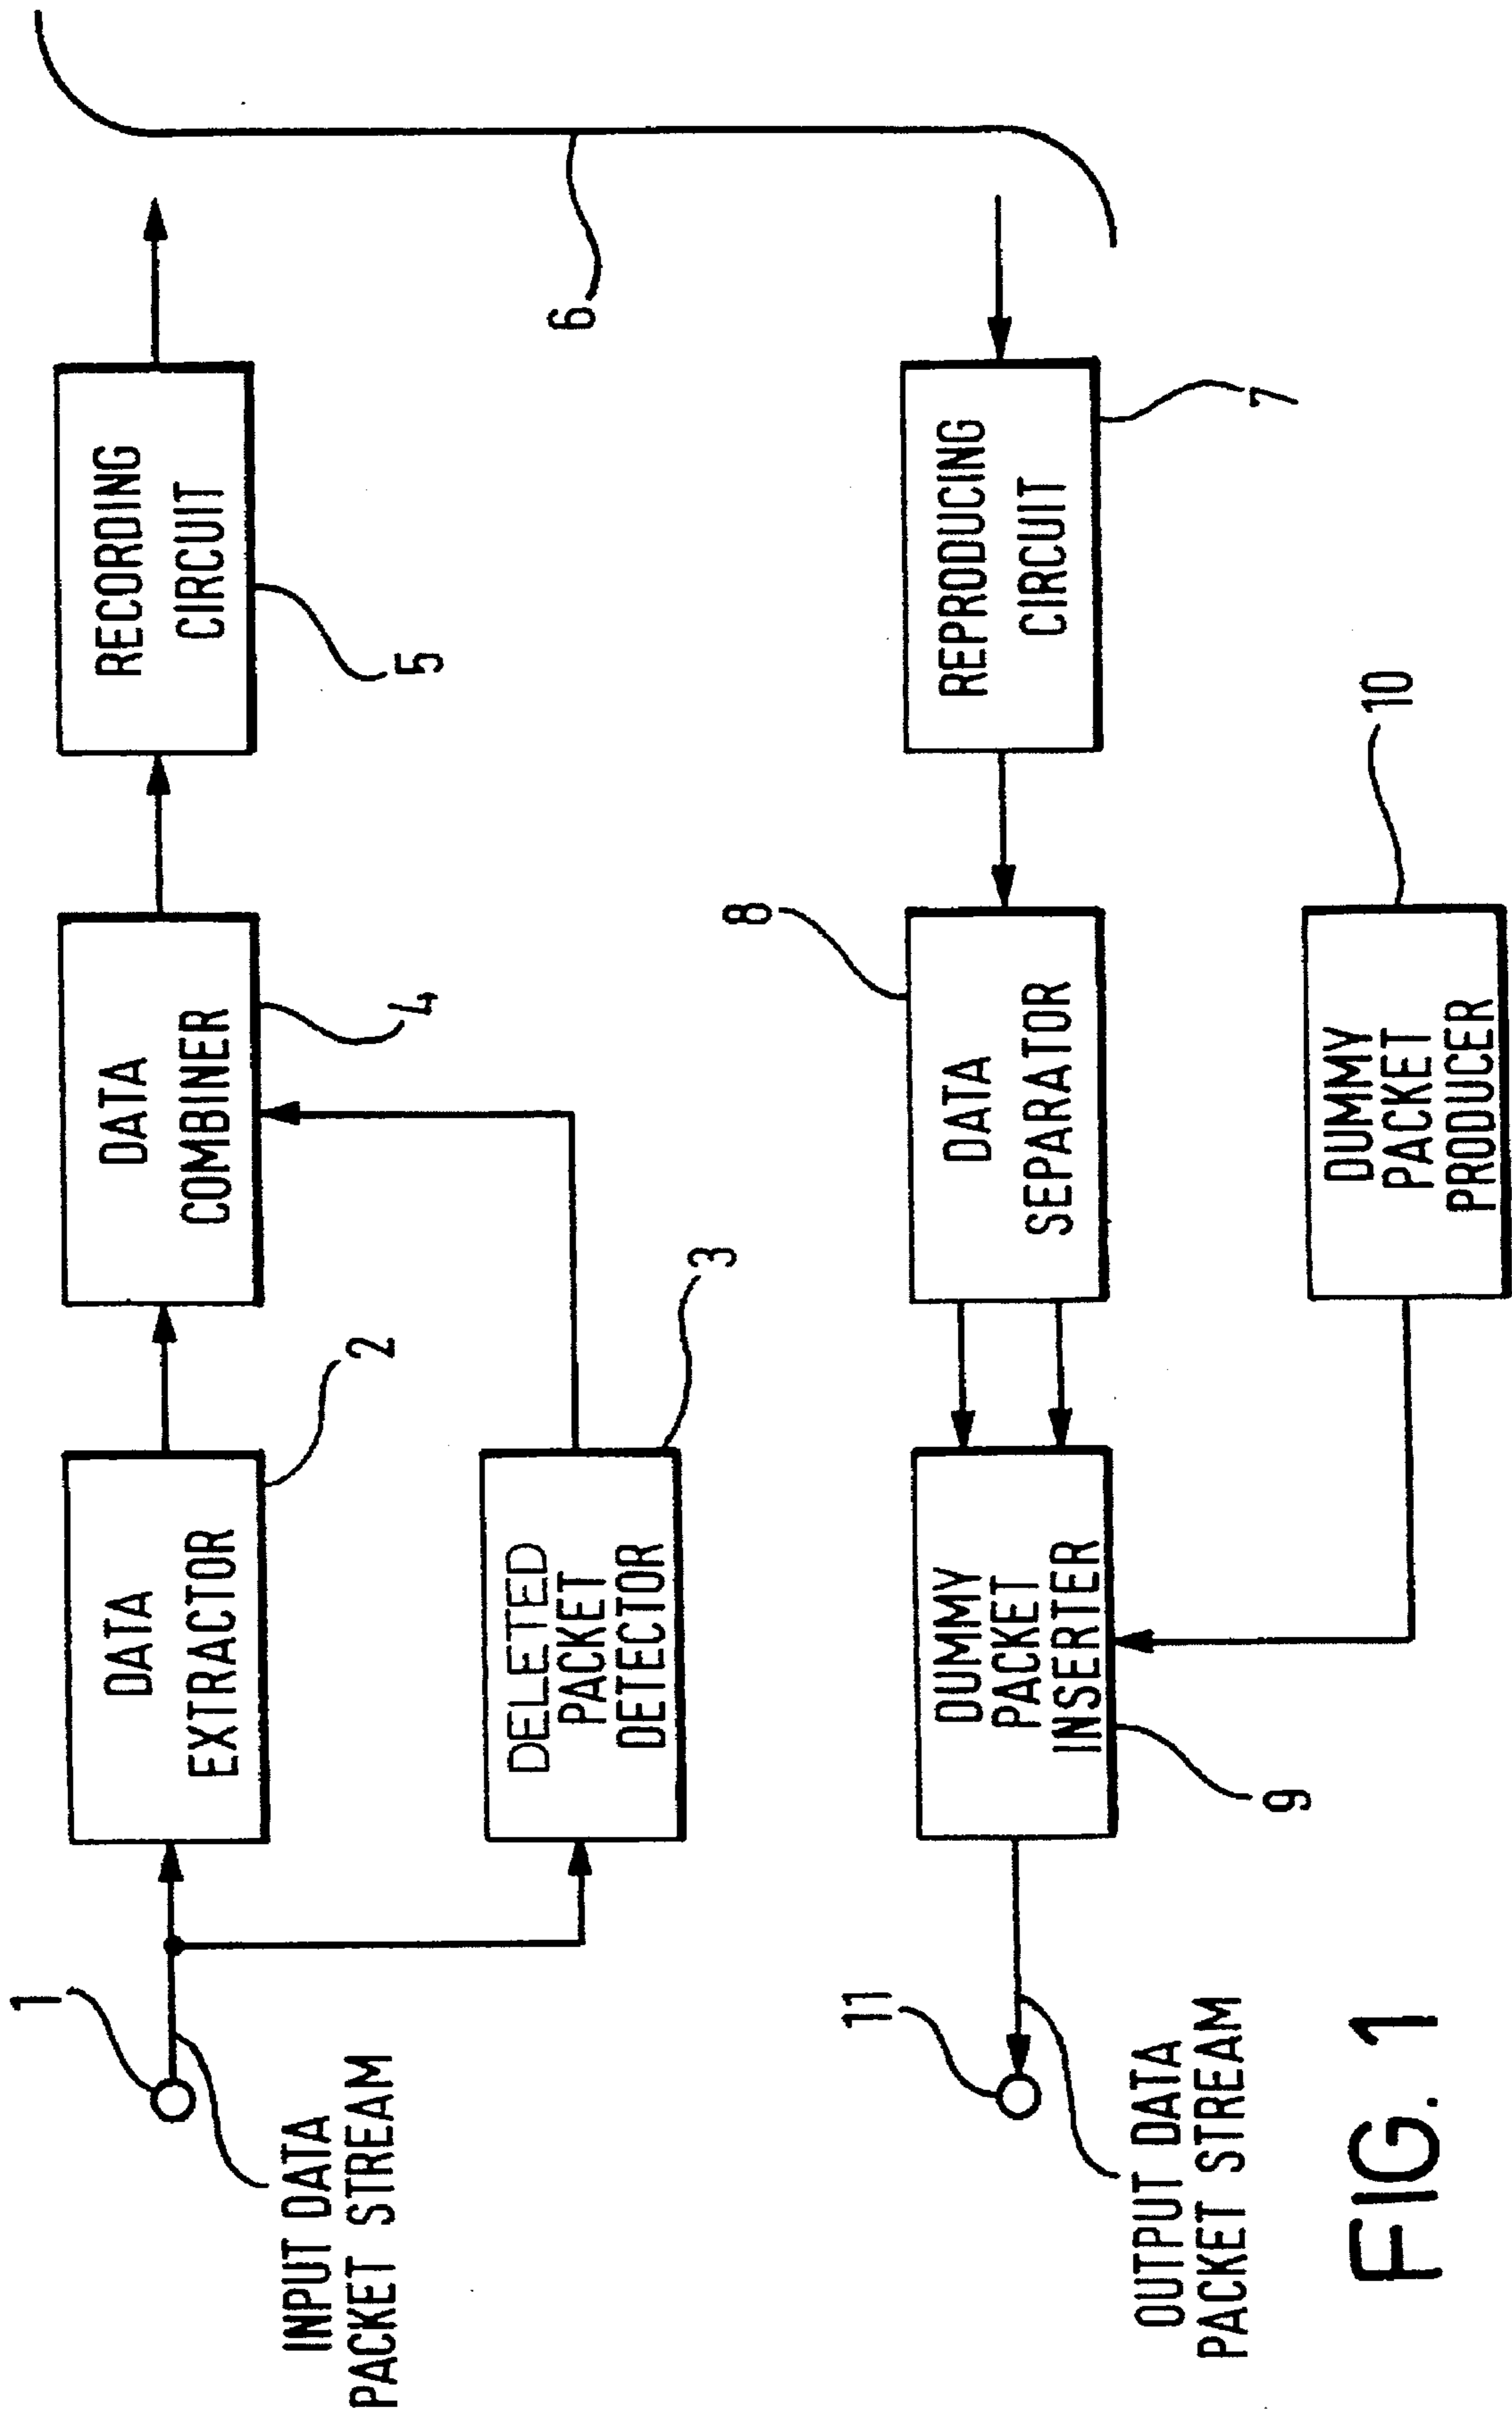 1
INPUT DATA
PACKET STREAM
DATA
EXTRACTOR
2
DELETED
PACKET
DETECTOR
3
DATA
COMBINER
4
RECORDING
CIRCUIT
5
6
REPRODUCING
CIRCUIT
7
DATA
SEPARATOR
8
DUMMY
PACKET
INSERTER
9
DUMMY
PACKET
PRODUCER
10
11
OUTPUT DATA
PACKET STREAM
FIG. 1